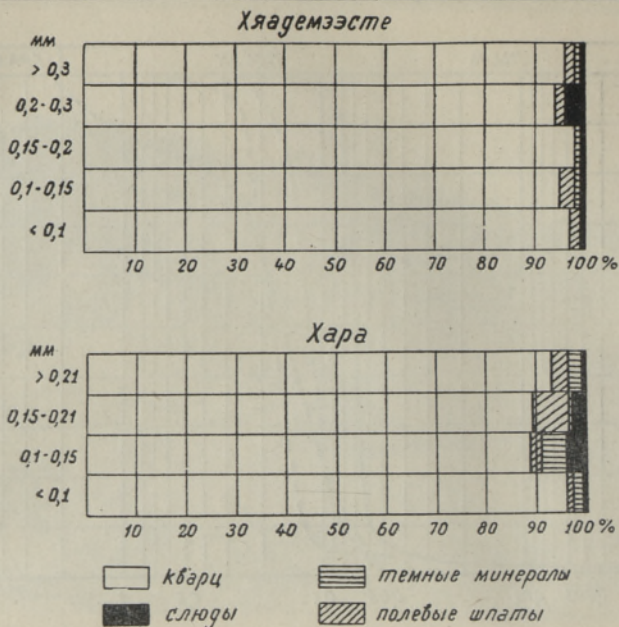 Хяадемээсте
мм
> 0,3
0,2-0,3
0,15-0,2
0,1-0,15
< 0,1
10 20 30 40 50 60 70 80 90 100 %
Хара
мм
> 0,21
0,15-0,21
0,1-0,15
< 0,1
10 20 30 40 50 60 70 80 90 100 %
кварц темные минералы
слюды полевые шпаты